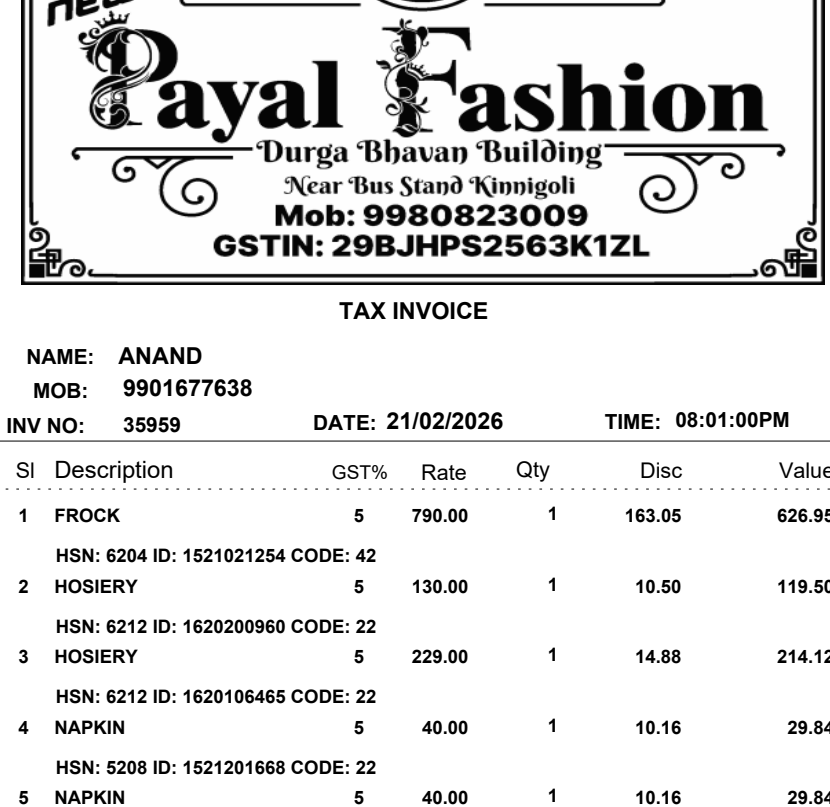 new
Payal Fashion
Durga Bhavan Building
Near Bus Stand Kinnigoli
Mob: 9980823009
GSTIN: 29BJHPS2563K1ZL
TAX INVOICE
NAME: ANAND
MOB: 9901677638
INV NO: 35959 DATE: 21/02/2026 TIME: 08:01:00PM
Sl Description GST% Rate Qty Disc Value
1 FROCK 5 790.00 1 163.05 626.95
HSN: 6204 ID: 1521021254 CODE: 42
2 HOSIERY 5 130.00 1 10.50 119.50
HSN: 6212 ID: 1620200960 CODE: 22
3 HOSIERY 5 229.00 1 14.88 214.12
HSN: 6212 ID: 1620106465 CODE: 22
4 NAPKIN 5 40.00 1 10.16 29.84
HSN: 5208 ID: 1521201668 CODE: 22
5 NAPKIN 5 40.00 1 10.16 29.84